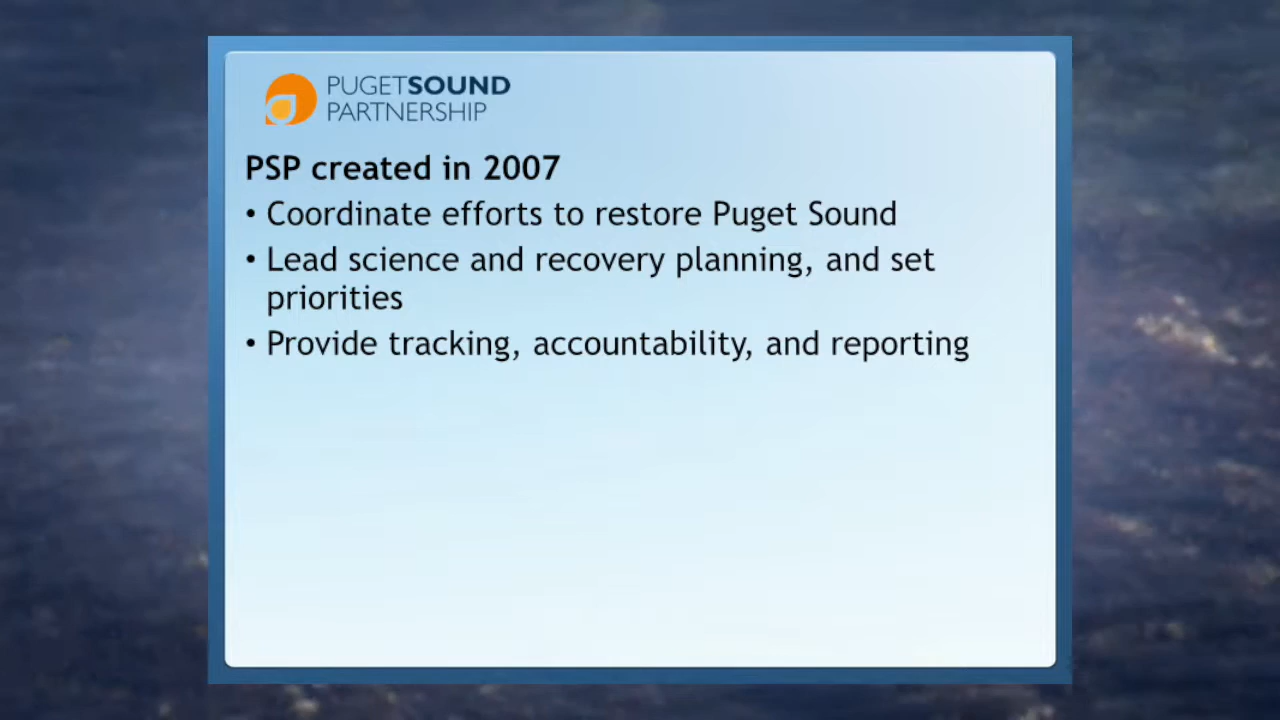 PUGETSOUND
PARTNERSHIP
PSP created in 2007
• Coordinate efforts to restore Puget Sound
• Lead science and recovery planning, and set
priorities
• Provide tracking, accountability, and reporting